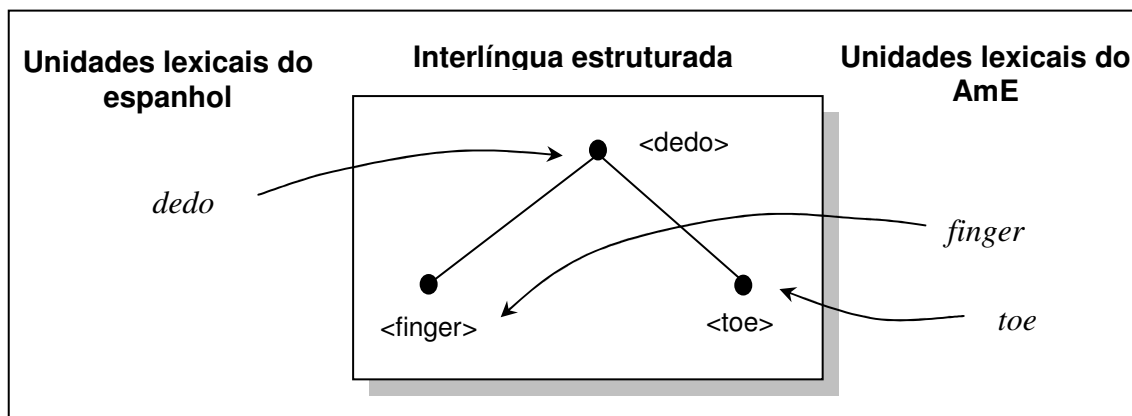 Unidades lexicais do
espanhol
Interlíngua estruturada
Unidades lexicais do
AmE
<dedo>
dedo
finger
<finger>
<toe>
toe